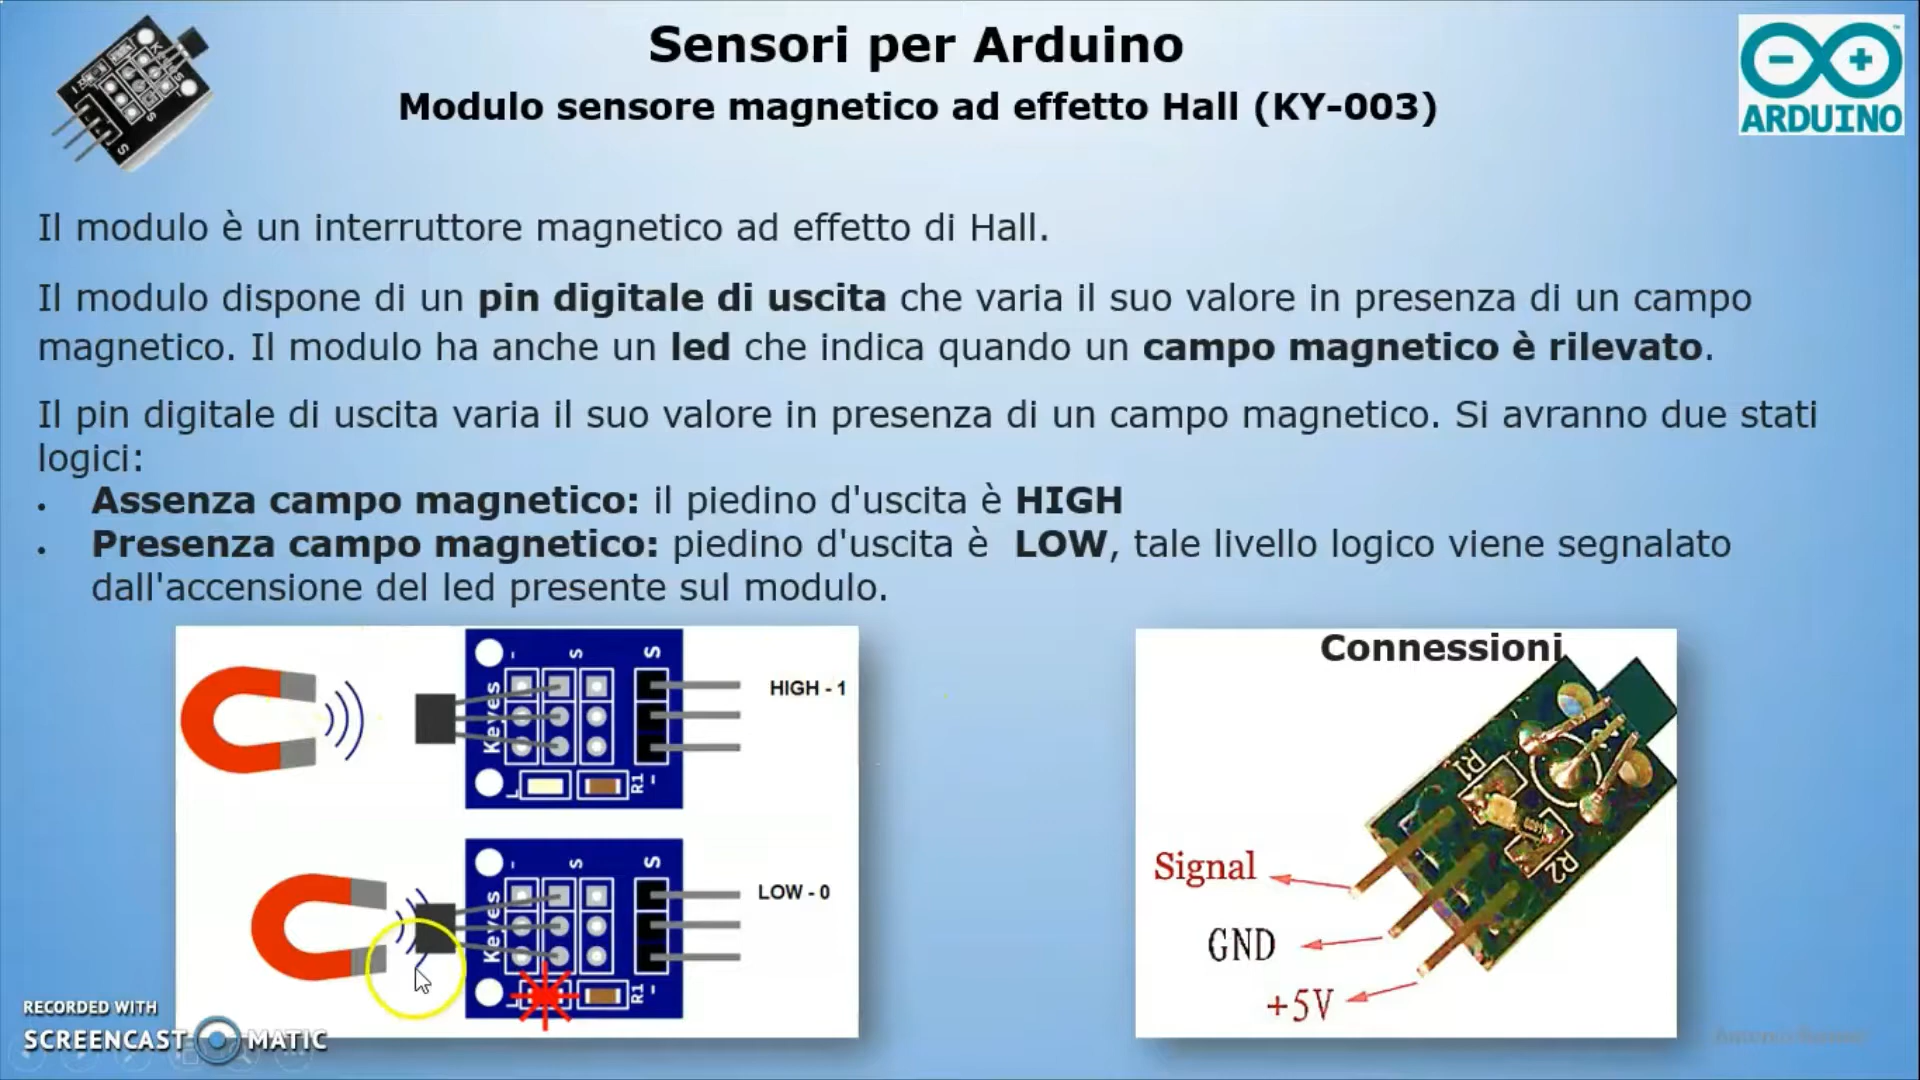 Sensori per Arduino
Modulo sensore magnetico ad effetto Hall (KY-003)
ARDUINO
Il modulo è un interruttore magnetico ad effetto di Hall.
Il modulo dispone di un pin digitale di uscita che varia il suo valore in presenza di un campo
magnetico. Il modulo ha anche un led che indica quando un campo magnetico è rilevato.
Il pin digitale di uscita varia il suo valore in presenza di un campo magnetico. Si avranno due stati
logici:
• Assenza campo magnetico: il piedino d'uscita è HIGH
• Presenza campo magnetico: piedino d'uscita è LOW, tale livello logico viene segnalato
dall'accensione del led presente sul modulo.
- S S
Keyes
HIGH - 1
L R1 -
- S S
Keyes
LOW - 0
L R1 -
Connessioni
R1
R2
Signal
GND
+5V
RECORDED WITH
SCREENCAST MATIC